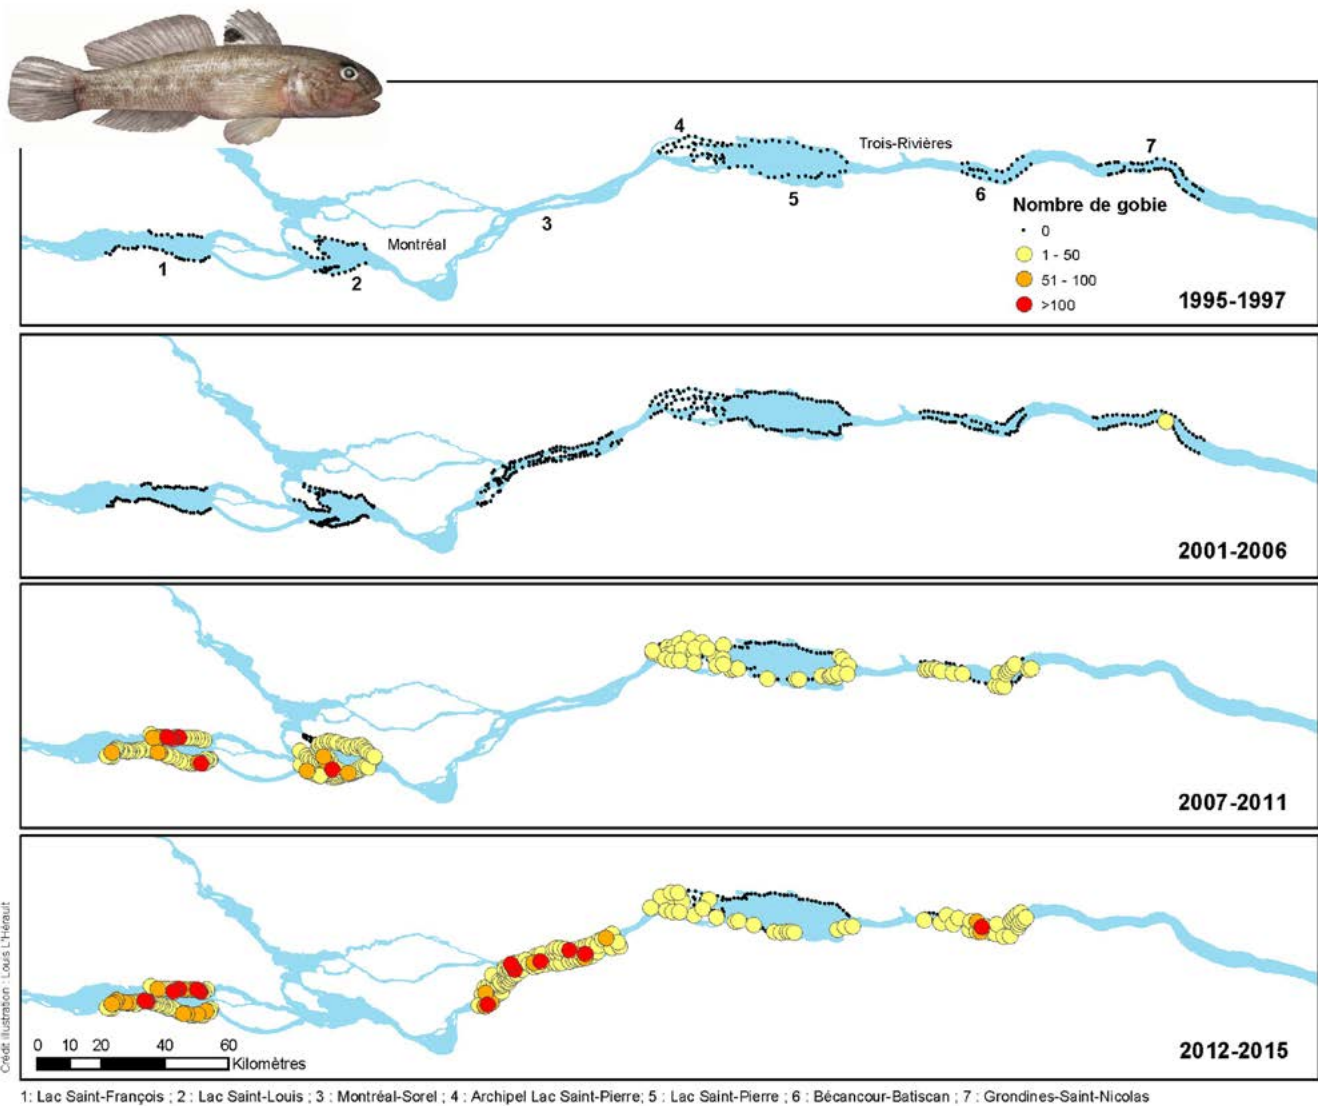 4
Trois-Rivières
7
5
6
3
Montréal
1
2
Nombre de gobie
0
1 - 50
51 - 100
>100
1995-1997
2001-2006
2007-2011
2012-2015
0 10 20 40 60
Kilomètres
Crédit illustration : Louis L'Hérault
1: Lac Saint-François ; 2 : Lac Saint-Louis ; 3 : Montréal-Sorel ; 4 : Archipel Lac Saint-Pierre; 5 : Lac Saint-Pierre ; 6 : Bécancour-Batiscan ; 7 : Grondines-Saint-Nicolas